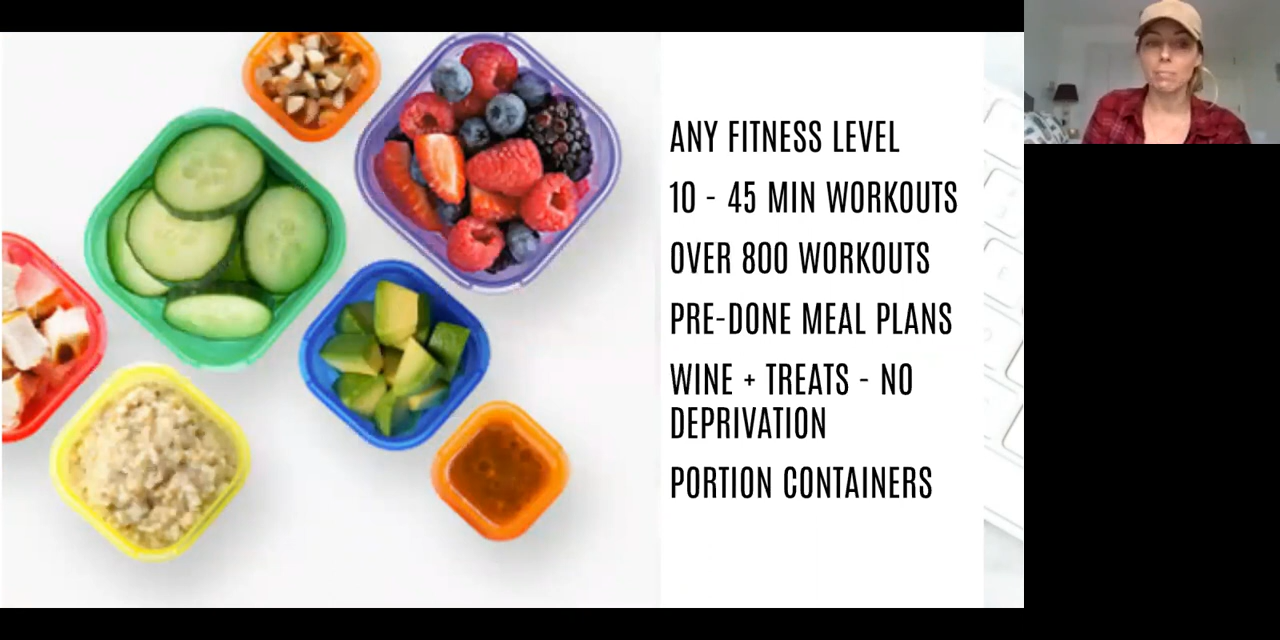 ANY FITNESS LEVEL
10 - 45 MIN WORKOUTS
OVER 800 WORKOUTS
PRE-DONE MEAL PLANS
WINE + TREATS - NO
DEPRIVATION
PORTION CONTAINERS